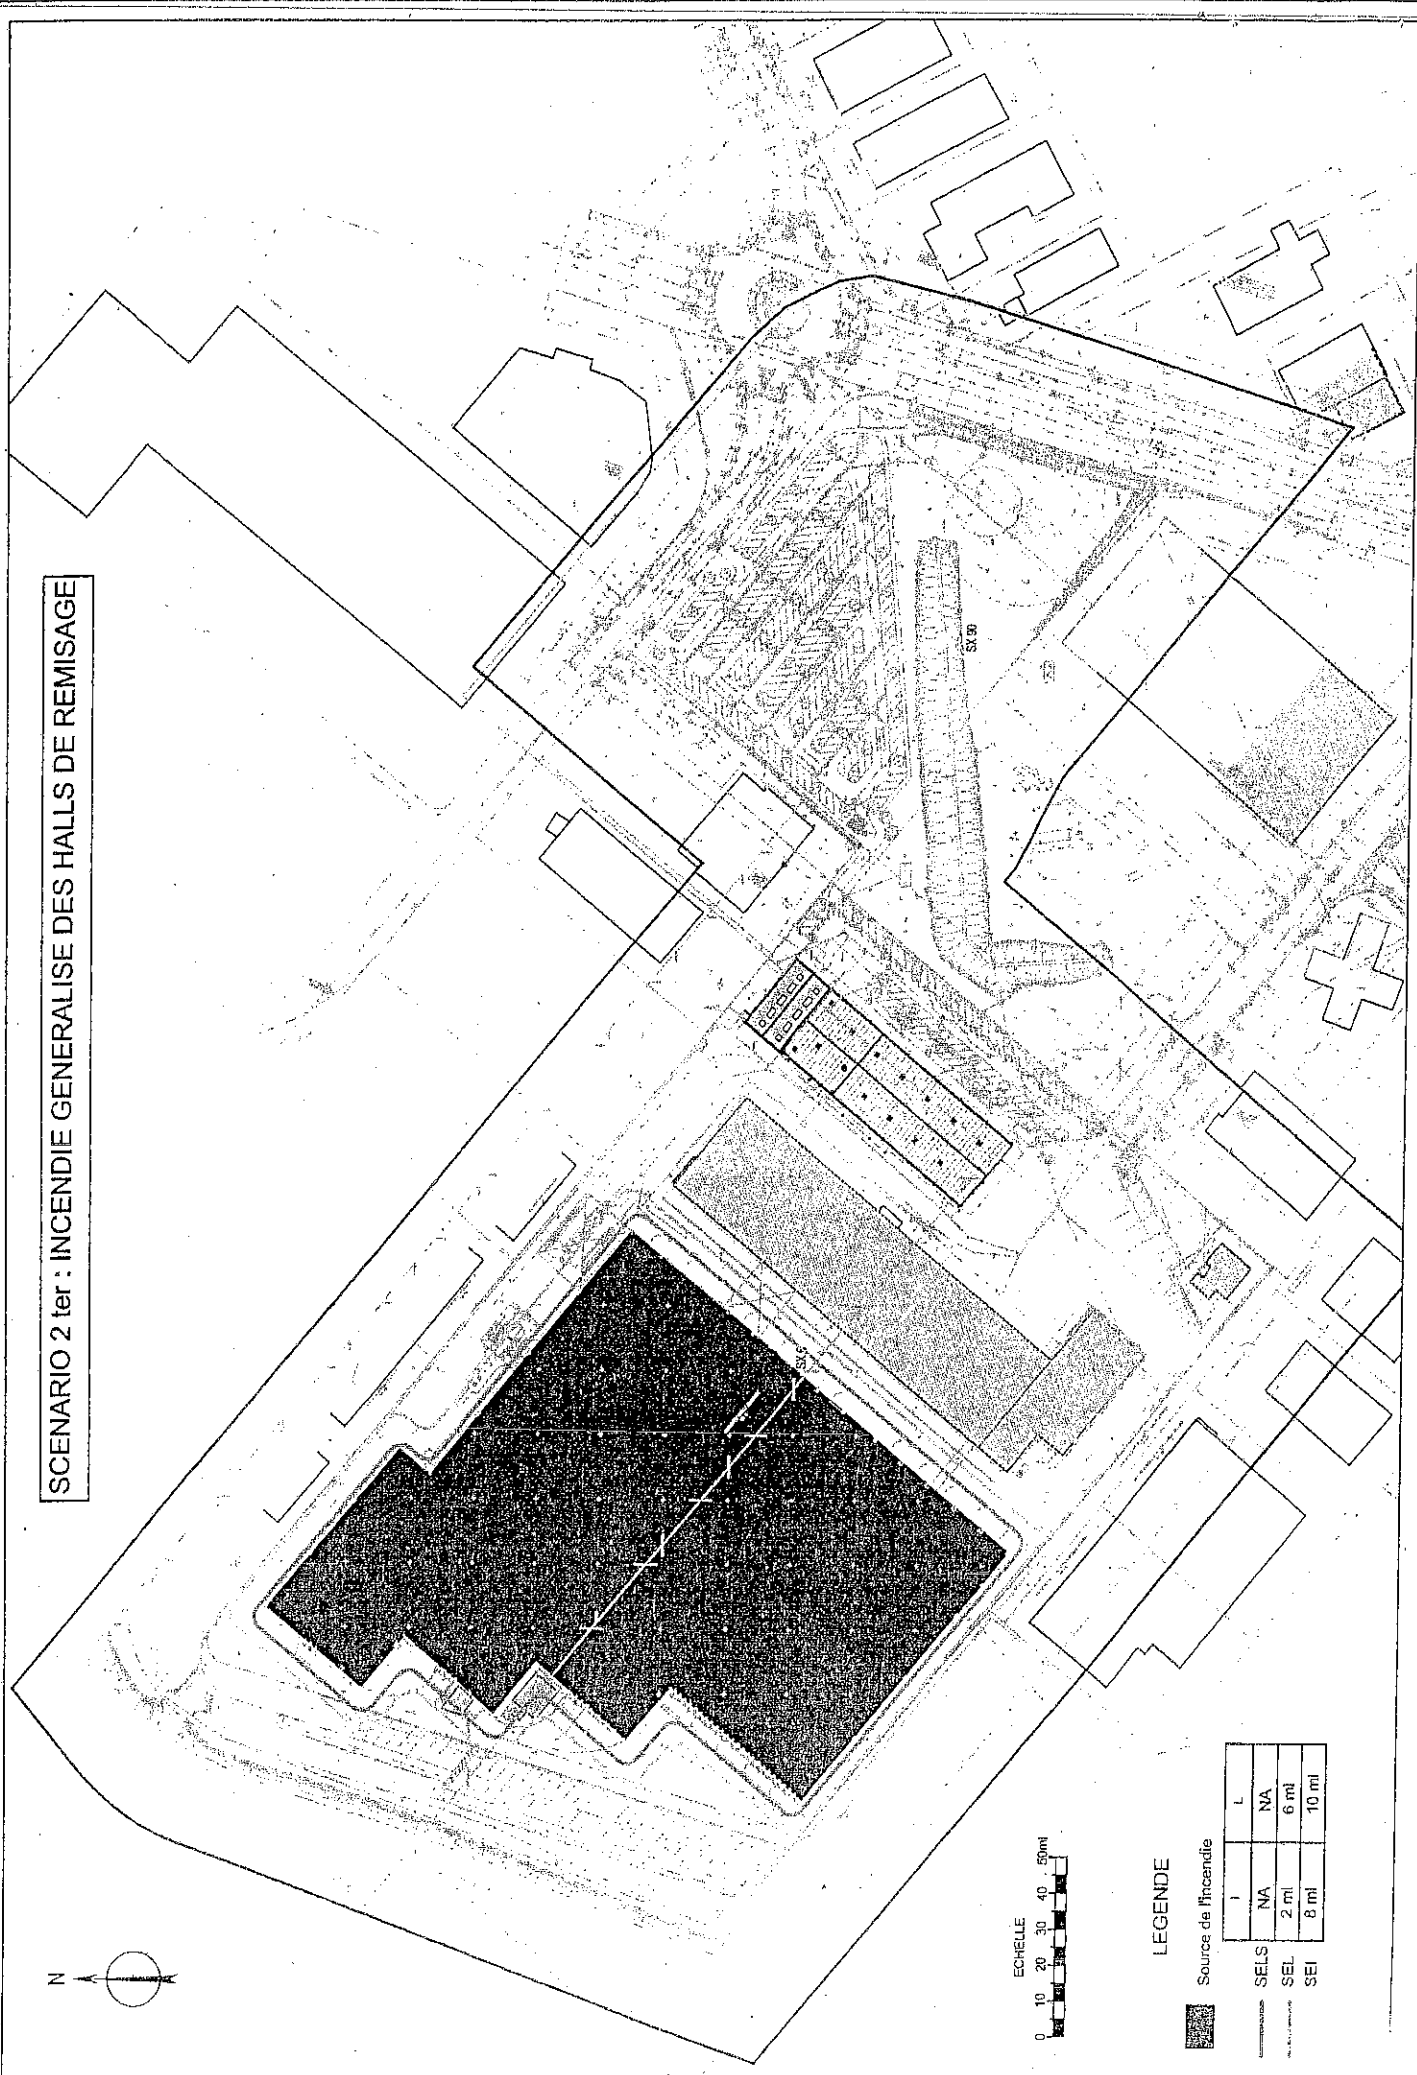 SCENARIO 2 ter : INCENDIE GENERALISE DES HALLS DE REMISAGE
N
SX 90
ECHELLE
0 10 20 30 40 50ml
LEGENDE
Source de l'incendie
l L
SELS NA NA
SEL 2 ml 6 ml
SEI 8 ml 10 ml